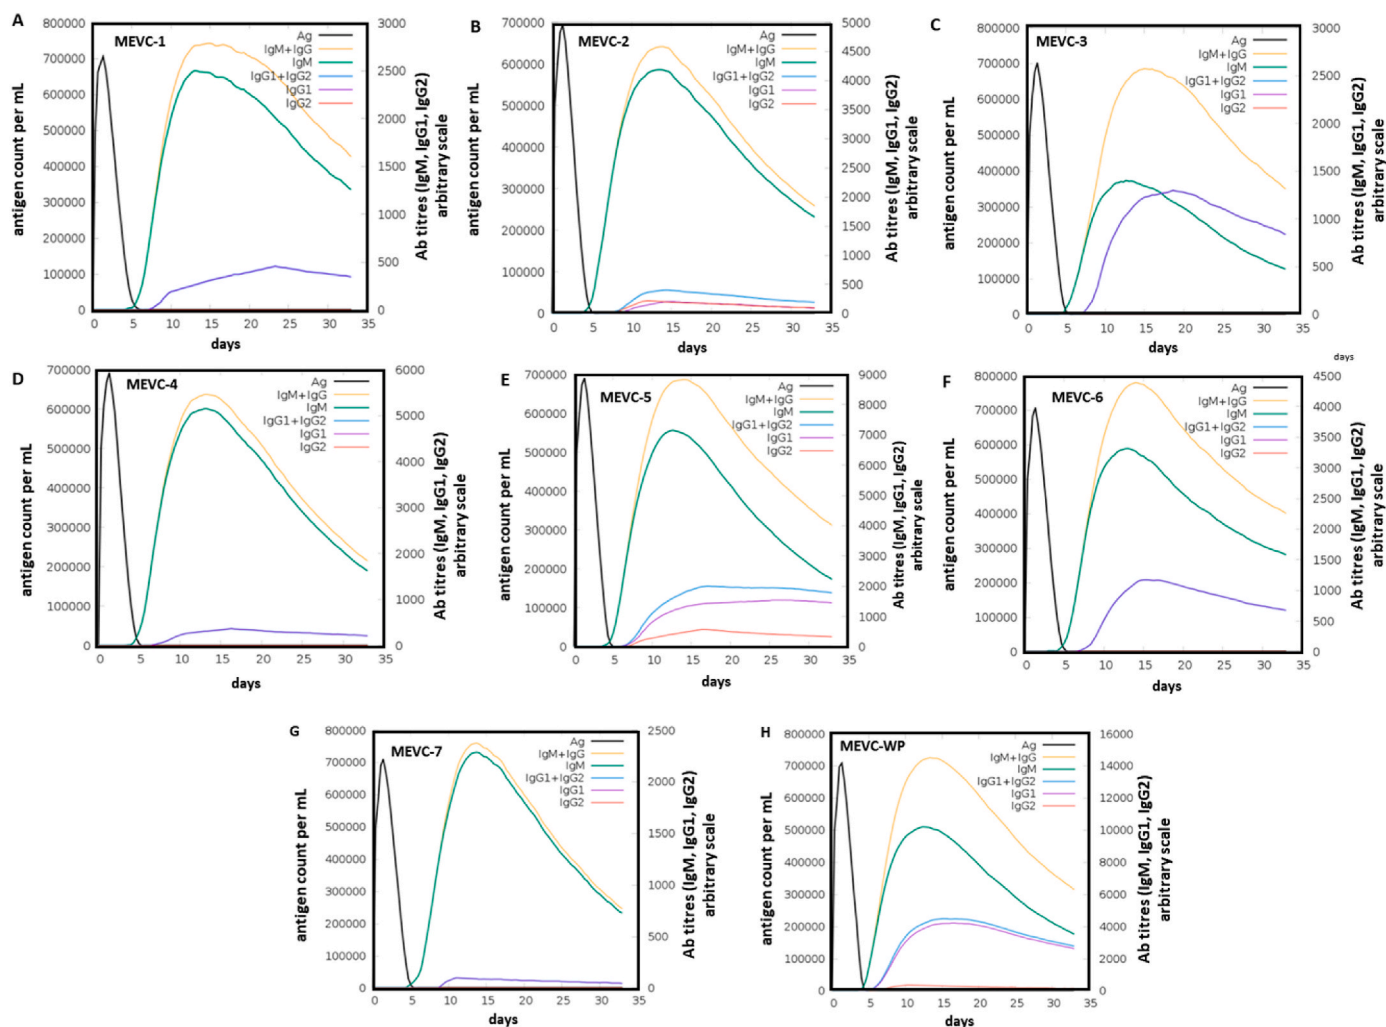 A
MEVC-1
Ag
IgM+IgG
IgM
IgG1+IgG2
IgG1
IgG2
antigen count per mL
800000
700000
600000
500000
400000
300000
200000
100000
0
3000
2500
2000
1500
1000
500
0
Ab titres (IgM, IgG1, IgG2)
arbitrary scale
0 5 10 15 20 25 30 35
days
B
MEVC-2
Ag
IgM+IgG
IgM
IgG1+IgG2
IgG1
IgG2
antigen count per mL
700000
600000
500000
400000
300000
200000
100000
0
5000
4500
4000
3500
3000
2500
2000
1500
1000
500
0
Ab titres (IgM, IgG1, IgG2)
arbitrary scale
0 5 10 15 20 25 30 35
days
C
MEVC-3
Ag
IgM+IgG
IgM
IgG1+IgG2
IgG1
IgG2
antigen count per mL
800000
700000
600000
500000
400000
300000
200000
100000
0
3000
2500
2000
1500
1000
500
0
Ab titres (IgM, IgG1, IgG2)
arbitrary scale
0 5 10 15 20 25 30 35
days
days
D
MEVC-4
Ag
IgM+IgG
IgM
IgG1+IgG2
IgG1
IgG2
antigen count per mL
700000
600000
500000
400000
300000
200000
100000
0
6000
5000
4000
3000
2000
1000
0
Ab titres (IgM, IgG1, IgG2)
arbitrary scale
0 5 10 15 20 25 30 35
days
E
MEVC-5
Ag
IgM+IgG
IgM
IgG1+IgG2
IgG1
IgG2
antigen count per mL
700000
600000
500000
400000
300000
200000
100000
0
9000
8000
7000
6000
5000
4000
3000
2000
1000
0
Ab titres (IgM, IgG1, IgG2)
arbitrary scale
0 5 10 15 20 25 30 35
days
F
MEVC-6
Ag
IgM+IgG
IgM
IgG1+IgG2
IgG1
IgG2
antigen count per mL
800000
700000
600000
500000
400000
300000
200000
100000
0
4500
4000
3500
3000
2500
2000
1500
1000
500
0
Ab titres (IgM, IgG1, IgG2)
arbitrary scale
0 5 10 15 20 25 30 35
days
G
MEVC-7
Ag
IgM+IgG
IgM
IgG1+IgG2
IgG1
IgG2
antigen count per mL
800000
700000
600000
500000
400000
300000
200000
100000
0
2500
2000
1500
1000
500
0
Ab titres (IgM, IgG1, IgG2)
arbitrary scale
0 5 10 15 20 25 30 35
days
H
MEVC-WP
Ag
IgM+IgG
IgM
IgG1+IgG2
IgG1
IgG2
antigen count per mL
800000
700000
600000
500000
400000
300000
200000
100000
0
16000
14000
12000
10000
8000
6000
4000
2000
0
Ab titres (IgM, IgG1, IgG2)
arbitrary scale
0 5 10 15 20 25 30 35
days